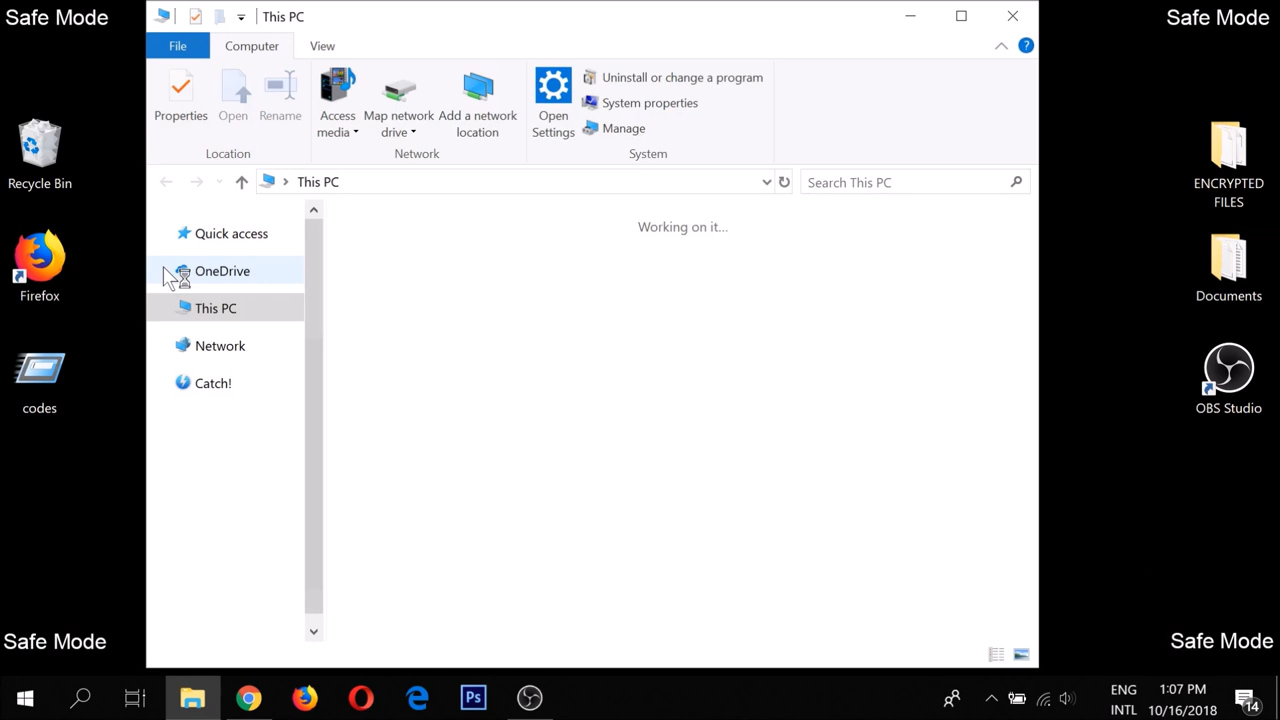 Safe Mode
This PC
Safe Mode
File
Computer
View
Properties
Open
Rename
Access
media
Map network
drive
Add a network
location
Open
Settings
Uninstall or change a program
System properties
Manage
Location
Network
System
This PC
Search This PC
Working on it...
Quick access
OneDrive
This PC
Network
Catch!
Recycle Bin
Firefox
codes
ENCRYPTED
FILES
Documents
OBS Studio
Safe Mode
Safe Mode
Ps
ENG
INTL
1:07 PM
10/16/2018
14